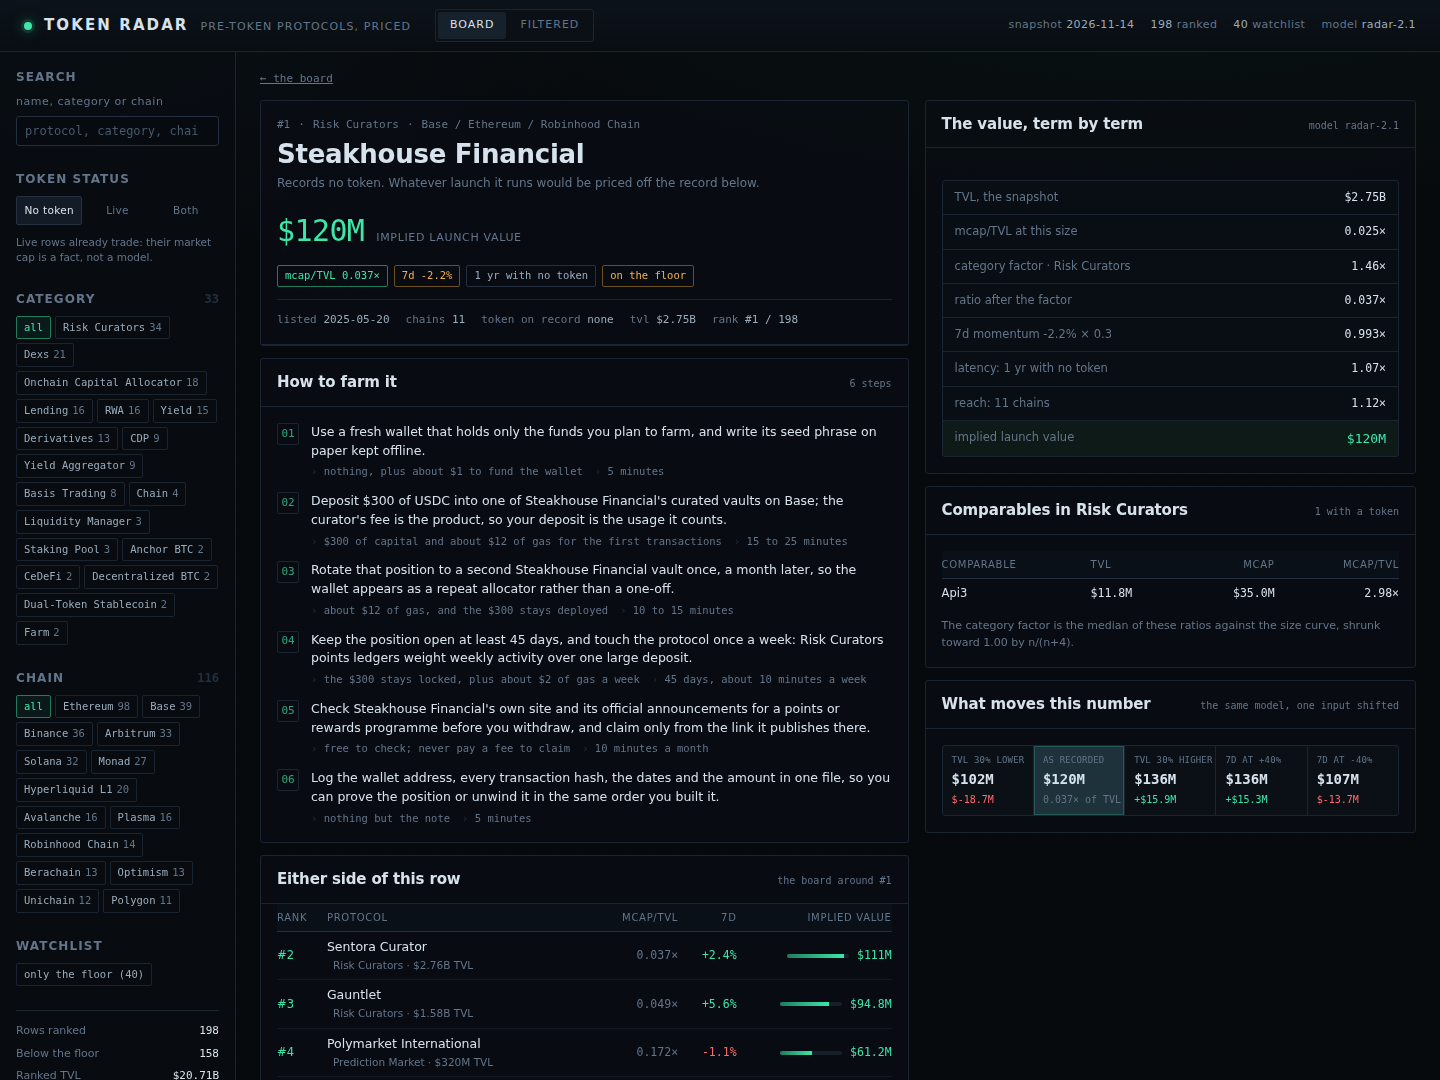 TOKEN RADAR PRE-TOKEN PROTOCOLS, PRICED BOARD FILTERED snapshot 2026-11-14 198 ranked 40 watchlist model radar-2.1
SEARCH
name, category or chain
protocol, category, chai
TOKEN STATUS
No token Live Both
Live rows already trade: their market
cap is a fact, not a model.
CATEGORY 33
all Risk Curators 34
Dexs 21
Onchain Capital Allocator 18
Lending 16 RWA 16 Yield 15
Derivatives 13 CDP 9
Yield Aggregator 9
Basis Trading 8 Chain 4
Liquidity Manager 3
Staking Pool 3 Anchor BTC 2
CeDeFi 2 Decentralized BTC 2
Dual-Token Stablecoin 2
Farm 2
CHAIN 116
all Ethereum 98 Base 39
Binance 36 Arbitrum 33
Solana 32 Monad 27
Hyperliquid L1 20
Avalanche 16 Plasma 16
Robinhood Chain 14
Berachain 13 Optimism 13
Unichain 12 Polygon 11
WATCHLIST
only the floor (40)
Rows ranked 198
Below the floor 158
Ranked TVL $20.71B
← the board
#1 · Risk Curators · Base / Ethereum / Robinhood Chain
Steakhouse Financial
Records no token. Whatever launch it runs would be priced off the record below.
$120M IMPLIED LAUNCH VALUE
mcap/TVL 0.037× 7d -2.2% 1 yr with no token on the floor
listed 2025-05-20 chains 11 token on record none tvl $2.75B rank #1 / 198
How to farm it 6 steps
01 Use a fresh wallet that holds only the funds you plan to farm, and write its seed phrase on
paper kept offline.
› nothing, plus about $1 to fund the wallet › 5 minutes
02 Deposit $300 of USDC into one of Steakhouse Financial's curated vaults on Base; the
curator's fee is the product, so your deposit is the usage it counts.
› $300 of capital and about $12 of gas for the first transactions › 15 to 25 minutes
03 Rotate that position to a second Steakhouse Financial vault once, a month later, so the
wallet appears as a repeat allocator rather than a one-off.
› about $12 of gas, and the $300 stays deployed › 10 to 15 minutes
04 Keep the position open at least 45 days, and touch the protocol once a week: Risk Curators
points ledgers weight weekly activity over one large deposit.
› the $300 stays locked, plus about $2 of gas a week › 45 days, about 10 minutes a week
05 Check Steakhouse Financial's own site and its official announcements for a points or
rewards programme before you withdraw, and claim only from the link it publishes there.
› free to check; never pay a fee to claim › 10 minutes a month
06 Log the wallet address, every transaction hash, the dates and the amount in one file, so you
can prove the position or unwind it in the same order you built it.
› nothing but the note › 5 minutes
Either side of this row the board around #1
RANK PROTOCOL MCAP/TVL 7D IMPLIED VALUE
#2 Sentora Curator 0.037× +2.4% $111M
Risk Curators · $2.76B TVL
#3 Gauntlet 0.049× +5.6% $94.8M
Risk Curators · $1.58B TVL
#4 Polymarket International 0.172× -1.1% $61.2M
Prediction Market · $320M TVL
The value, term by term model radar-2.1
TVL, the snapshot $2.75B
mcap/TVL at this size 0.025×
category factor · Risk Curators 1.46×
ratio after the factor 0.037×
7d momentum -2.2% × 0.3 0.993×
latency: 1 yr with no token 1.07×
reach: 11 chains 1.12×
implied launch value $120M
Comparables in Risk Curators 1 with a token
COMPARABLE TVL MCAP MCAP/TVL
Api3 $11.8M $35.0M 2.98×
The category factor is the median of these ratios against the size curve, shrunk
toward 1.00 by n/(n+4).
What moves this number the same model, one input shifted
TVL 30% LOWER AS RECORDED TVL 30% HIGHER 7D AT +40% 7D AT -40%
$102M $120M $136M $136M $107M
$-18.7M 0.037× of TVL +$15.9M +$15.3M $-13.7M